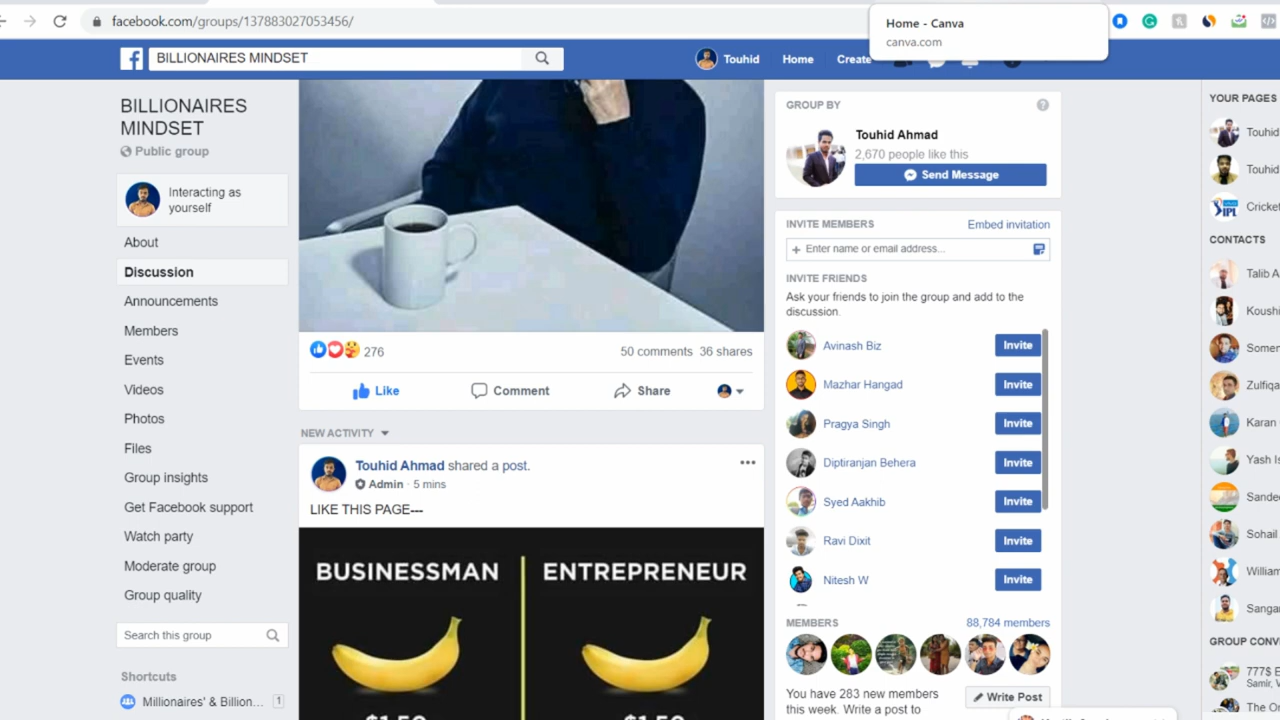 facebook.com/groups/137883027053456/
Home - Canva
canva.com
BILLIONAIRES MINDSET
Touhid
Home
Create
BILLIONAIRES
MINDSET
Public group
Interacting as
yourself
About
Discussion
Announcements
Members
Events
Videos
Photos
Files
Group insights
Get Facebook support
Watch party
Moderate group
Group quality
Search this group
Shortcuts
Millionaires' & Billion... 1
276
50 comments 36 shares
Like
Comment
Share
NEW ACTIVITY
Touhid Ahmad shared a post.
Admin · 5 mins
LIKE THIS PAGE---
BUSINESSMAN
ENTREPRENEUR
$1.50
$1.50
GROUP BY
Touhid Ahmad
2,670 people like this
Send Message
INVITE MEMBERS
Embed invitation
+ Enter name or email address...
INVITE FRIENDS
Ask your friends to join the group and add to the
discussion.
Avinash Biz
Invite
Mazhar Hangad
Invite
Pragya Singh
Invite
Diptiranjan Behera
Invite
Syed Aakhib
Invite
Ravi Dixit
Invite
Nitesh W
Invite
MEMBERS
88,784 members
You have 283 new members
this week. Write a post to
Write Post
YOUR PAGES
Touhid
Touhid
Cricket
CONTACTS
Talib A
Koushi
Somen
Zulfiqa
Karan
Yash Is
Sande
Sohail
William
Sangar
GROUP CONV
777$ E
Samir, V
The O